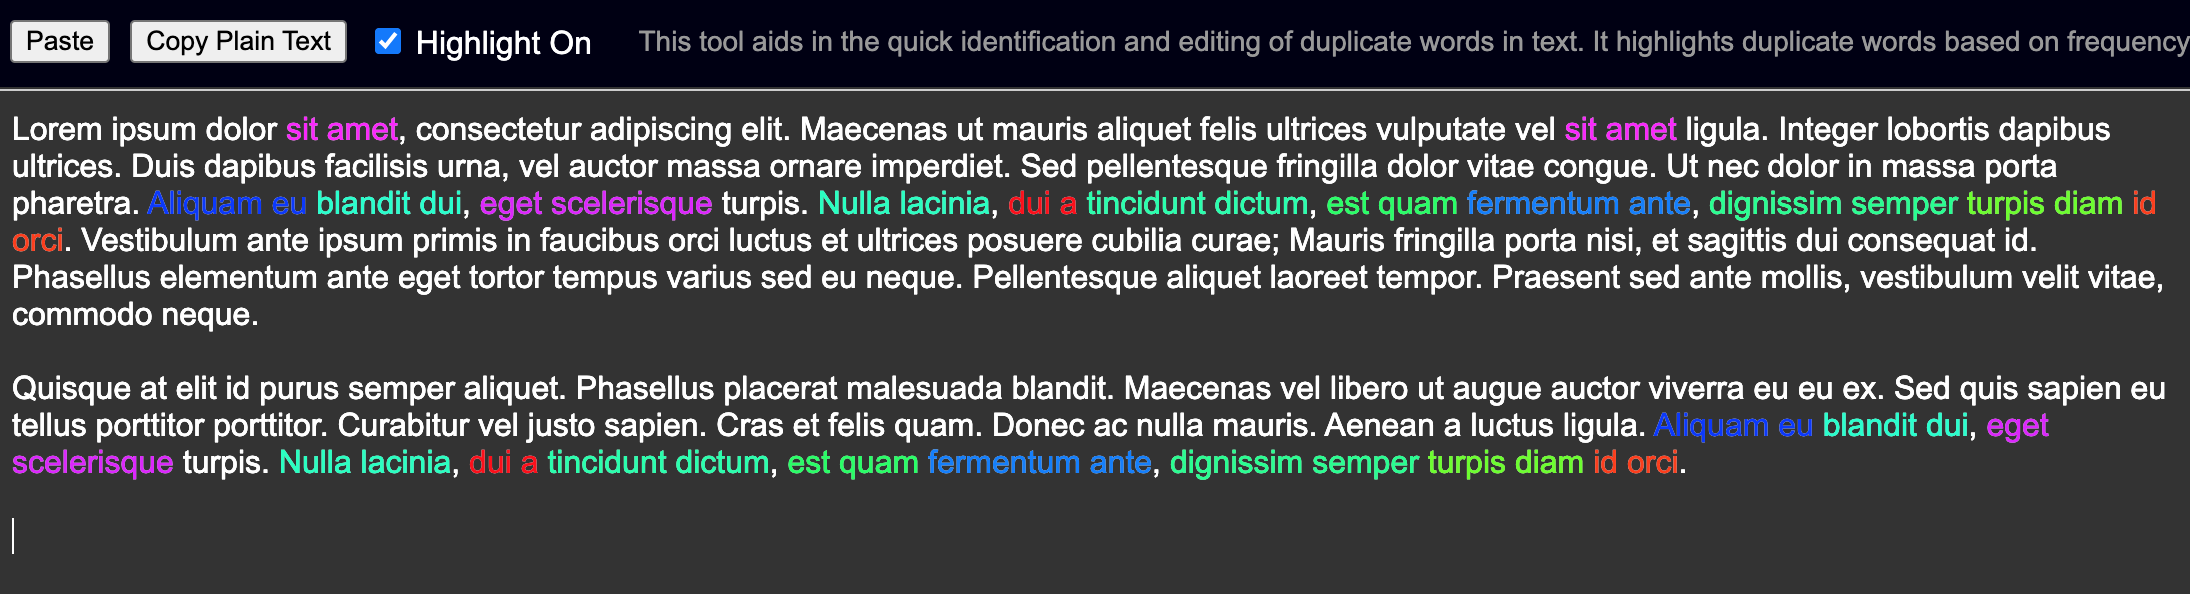 Paste Copy Plain Text Highlight On This tool aids in the quick identification and editing of duplicate words in text. It highlights duplicate words based on frequency
Lorem ipsum dolor sit amet, consectetur adipiscing elit. Maecenas ut mauris aliquet felis ultrices vulputate vel sit amet ligula. Integer lobortis dapibus
ultrices. Duis dapibus facilisis urna, vel auctor massa ornare imperdiet. Sed pellentesque fringilla dolor vitae congue. Ut nec dolor in massa porta
pharetra. Aliquam eu blandit dui, eget scelerisque turpis. Nulla lacinia, dui a tincidunt dictum, est quam fermentum ante, dignissim semper turpis diam id
orci. Vestibulum ante ipsum primis in faucibus orci luctus et ultrices posuere cubilia curae; Mauris fringilla porta nisi, et sagittis dui consequat id.
Phasellus elementum ante eget tortor tempus varius sed eu neque. Pellentesque aliquet laoreet tempor. Praesent sed ante mollis, vestibulum velit vitae,
commodo neque.
Quisque at elit id purus semper aliquet. Phasellus placerat malesuada blandit. Maecenas vel libero ut augue auctor viverra eu eu ex. Sed quis sapien eu
tellus porttitor porttitor. Curabitur vel justo sapien. Cras et felis quam. Donec ac nulla mauris. Aenean a luctus ligula. Aliquam eu blandit dui, eget
scelerisque turpis. Nulla lacinia, dui a tincidunt dictum, est quam fermentum ante, dignissim semper turpis diam id orci.